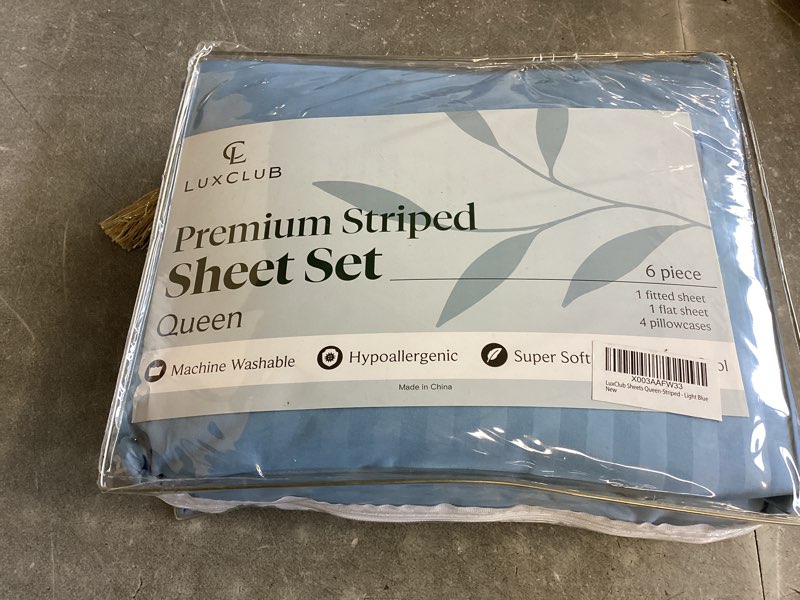 CL
LUXCLUB
Premium Striped
Sheet Set
Queen
6 piece
1 fitted sheet
1 flat sheet
4 pillowcases
Machine Washable
Hypoallergenic
Super Soft
ol
X003AAFW33
LuxClub Sheets Queen-Striped - Light Blue
New
Made in China